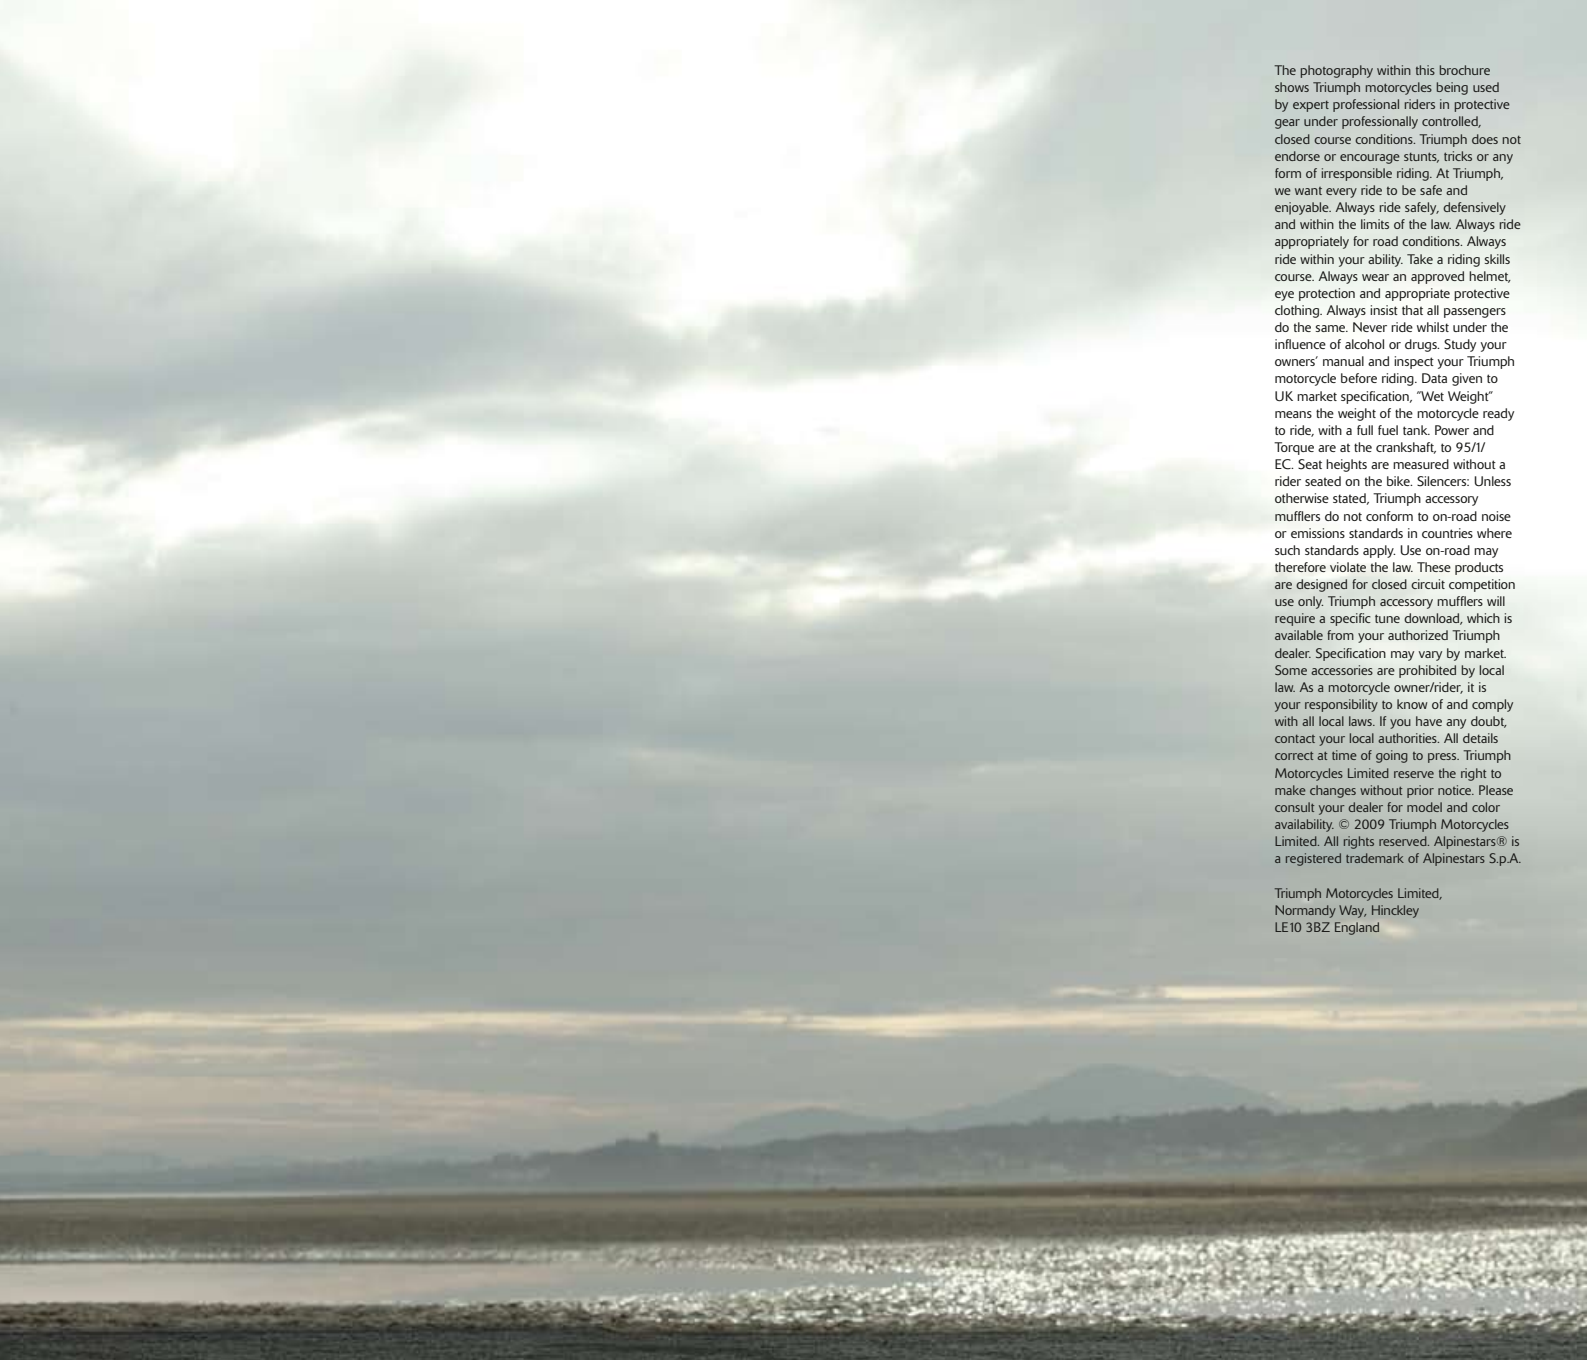 The photography within this brochure
shows Triumph motorcycles being used
by expert professional riders in protective
gear under professionally controlled,
closed course conditions. Triumph does not
endorse or encourage stunts, tricks or any
form of irresponsible riding. At Triumph,
we want every ride to be safe and
enjoyable. Always ride safely, defensively
and within the limits of the law. Always ride
appropriately for road conditions. Always
ride within your ability. Take a riding skills
course. Always wear an approved helmet,
eye protection and appropriate protective
clothing. Always insist that all passengers
do the same. Never ride whilst under the
influence of alcohol or drugs. Study your
owners' manual and inspect your Triumph
motorcycle before riding. Data given to
UK market specification, "Wet Weight"
means the weight of the motorcycle ready
to ride, with a full fuel tank. Power and
Torque are at the crankshaft, to 95/1/
EC. Seat heights are measured without a
rider seated on the bike. Silencers: Unless
otherwise stated, Triumph accessory
mufflers do not conform to on-road noise
or emissions standards in countries where
such standards apply. Use on-road may
therefore violate the law. These products
are designed for closed circuit competition
use only. Triumph accessory mufflers will
require a specific tune download, which is
available from your authorized Triumph
dealer. Specification may vary by market.
Some accessories are prohibited by local
law. As a motorcycle owner/rider, it is
your responsibility to know of and comply
with all local laws. If you have any doubt,
contact your local authorities. All details
correct at time of going to press. Triumph
Motorcycles Limited reserve the right to
make changes without prior notice. Please
consult your dealer for model and color
availability. © 2009 Triumph Motorcycles
Limited. All rights reserved. Alpinestars® is
a registered trademark of Alpinestars S.p.A.
Triumph Motorcycles Limited,
Normandy Way, Hinckley
LE10 3BZ England